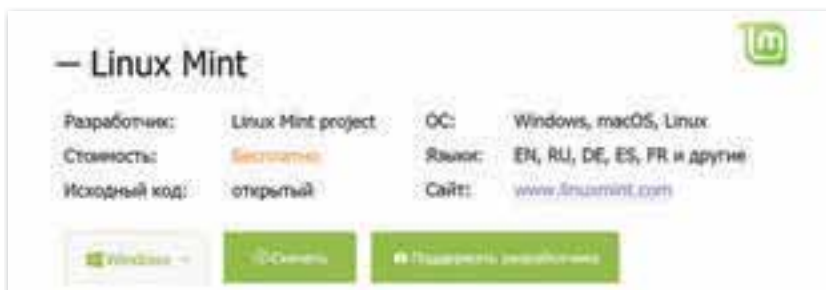 — Linux Mint
Разработчик: Linux Mint project ОС: Windows, macOS, Linux
Стоимость: Бесплатно Языки: EN, RU, DE, ES, FR и другие
Исходный код: открытый Сайт: www.linuxmint.com
Windows Скачать Поддержать разработчика